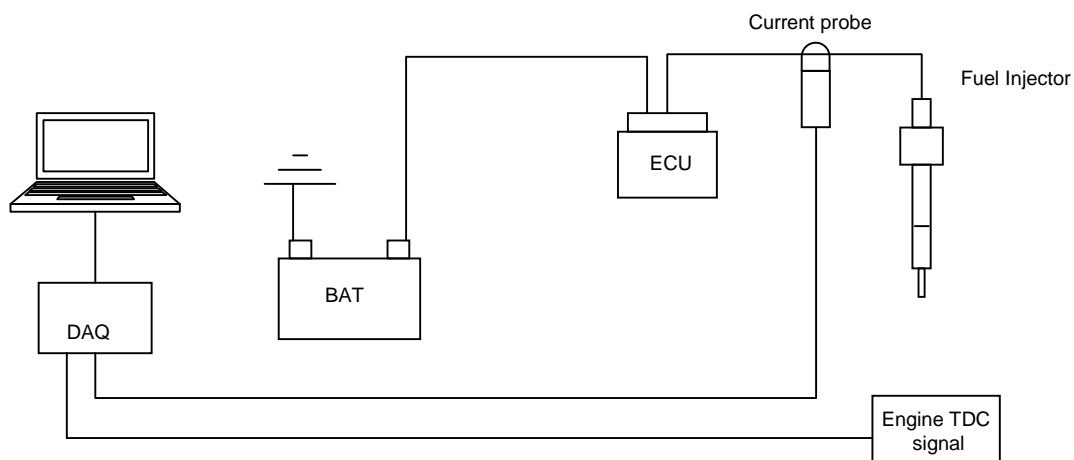 Current probe
Fuel Injector
ECU
BAT
DAQ
Engine TDC
signal